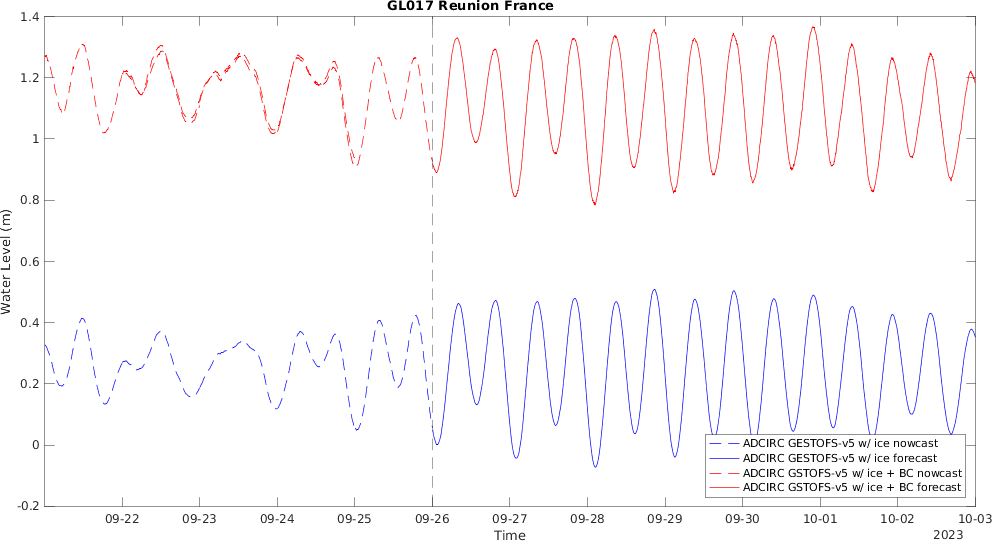 GL017 Reunion France
1.4
1.2
1
0.8
0.6
0.4
0.2
0
-0.2
Water Level (m)
09-22 09-23 09-24 09-25 09-26 09-27 09-28 09-29 09-30 10-01 10-02 10-03
Time
2023
ADCIRC GESTOFS-v5 w/ ice nowcast
ADCIRC GESTOFS-v5 w/ ice forecast
ADCIRC GSTOFS-v5 w/ ice + BC nowcast
ADCIRC GSTOFS-v5 w/ ice + BC forecast